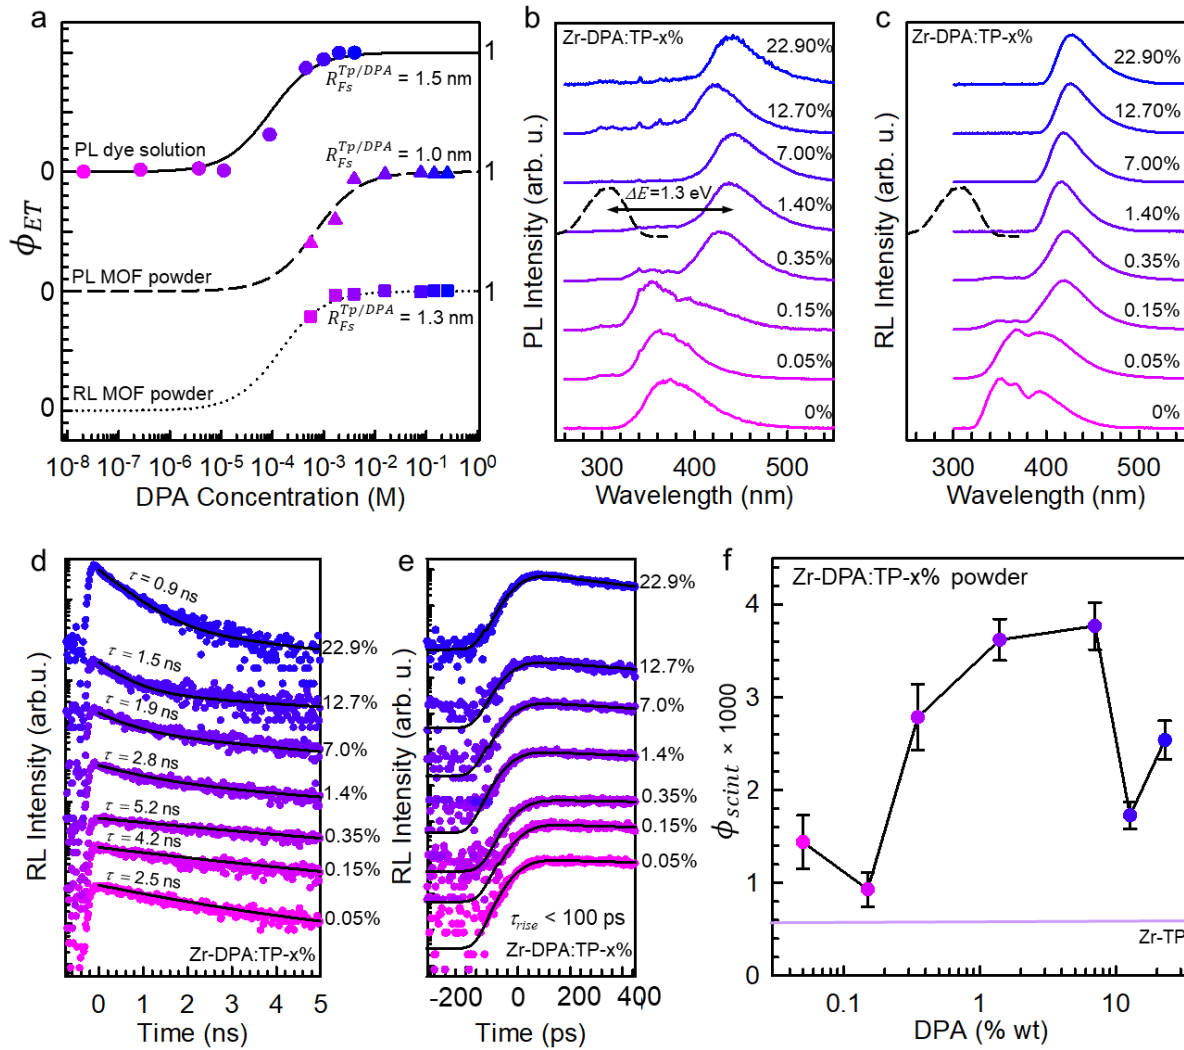 a
ϕET
1
R_Fs^Tp/DPA = 1.5 nm
PL dye solution
0
R_Fs^Tp/DPA = 1.0 nm
1
PL MOF powder
0
1
R_Fs^Tp/DPA = 1.3 nm
RL MOF powder
0
10⁻⁸ 10⁻⁷ 10⁻⁶ 10⁻⁵ 10⁻⁴ 10⁻³ 10⁻² 10⁻¹ 10⁰
DPA Concentration (M)
b
PL Intensity (arb. u.)
Zr-DPA:TP-x%
22.90%
12.70%
7.00%
ΔE=1.3 eV
1.40%
0.35%
0.15%
0.05%
0%
300 400 500
Wavelength (nm)
c
RL Intensity (arb. u.)
Zr-DPA:TP-x%
22.90%
12.70%
7.00%
1.40%
0.35%
0.15%
0.05%
0%
300 400 500
Wavelength (nm)
d
RL Intensity (arb. u.)
τ = 0.9 ns
22.9%
τ = 1.5 ns
12.7%
τ = 1.9 ns
7.0%
τ = 2.8 ns
1.4%
τ = 5.2 ns
0.35%
τ = 4.2 ns
0.15%
τ = 2.5 ns
0.05%
Zr-DPA:TP-x%
0 1 2 3 4 5
Time (ns)
e
RL Intensity (arb. u.)
22.9%
12.7%
7.0%
1.4%
0.35%
0.15%
0.05%
τrise < 100 ps
Zr-DPA:TP-x%
-200 0 200 400
Time (ps)
f
ϕscint × 1000
Zr-DPA:TP-x% powder
4
3
2
1
0
Zr-TP
0.1 1 10
DPA (% wt)